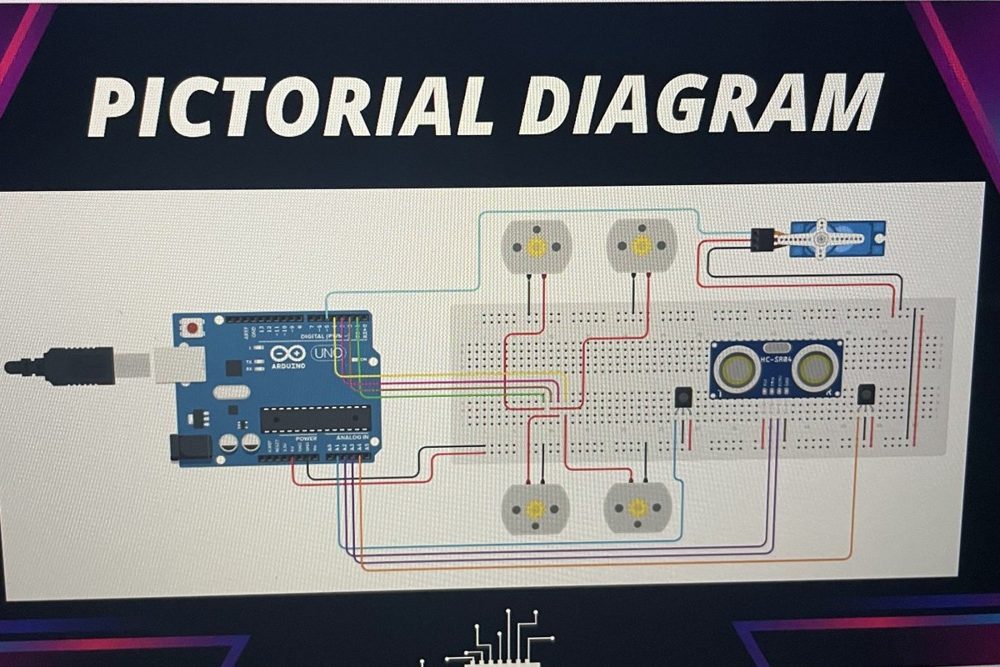 PICTORIAL DIAGRAM
HC-SR04
DIGITAL (PWM
UNO
ARDUINO
POWER
ANALOG IN